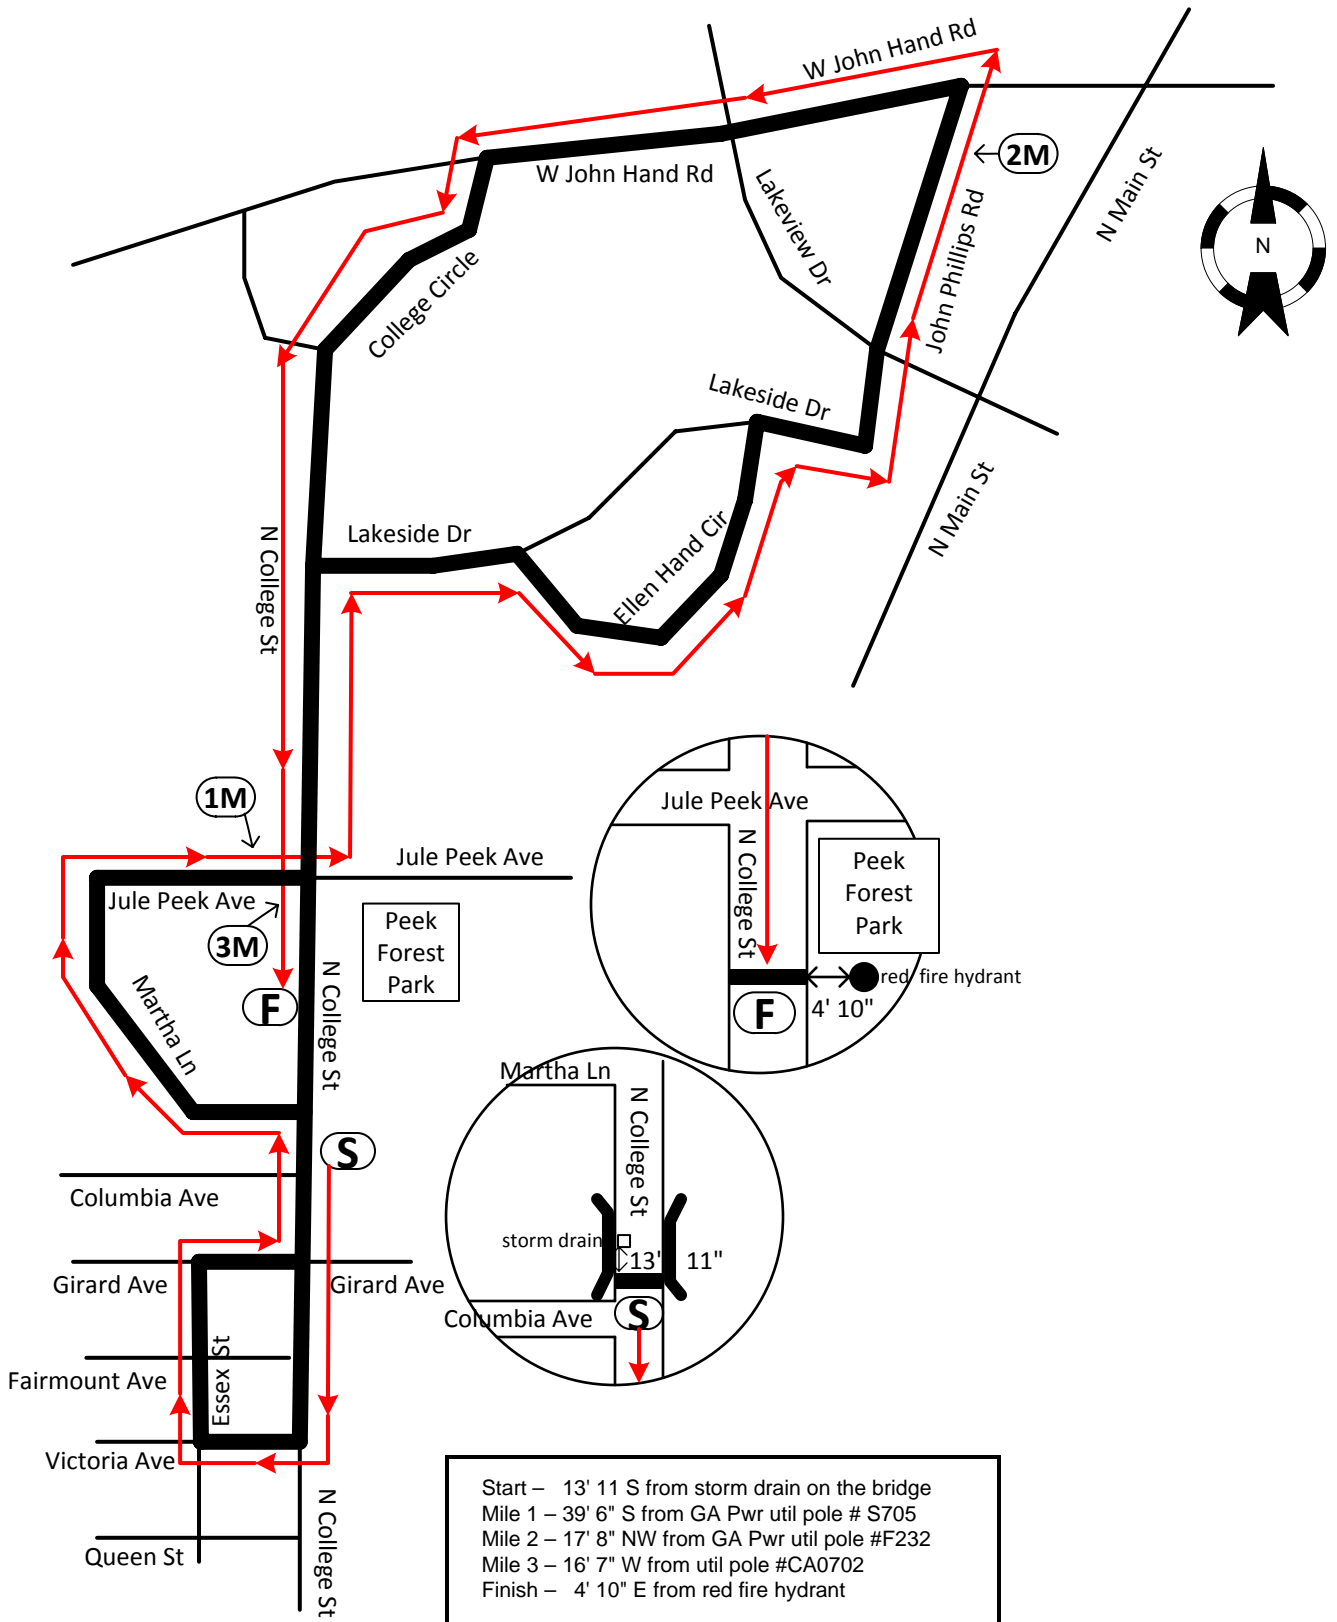 W John Hand Rd
W John Hand Rd
2M
N Main St
Lakeview Dr
John Phillips Rd
N
College Circle
Lakeside Dr
N Main St
Lakeside Dr
N College St
Ellen Hand Cir
1M
Jule Peek Ave
Jule Peek Ave
3M
Peek
Forest
Park
F
N College St
Martha Ln
S
Columbia Ave
Girard Ave
Girard Ave
Essex St
Fairmount Ave
Victoria Ave
N College St
Queen St
Jule Peek Ave
N College St
Peek
Forest
Park
red fire hydrant
F
4' 10"
Martha Ln
N College St
storm drain
13' 11"
Columbia Ave
S
Start – 13' 11 S from storm drain on the bridge
Mile 1 – 39' 6" S from GA Pwr util pole # S705
Mile 2 – 17' 8" NW from GA Pwr util pole #F232
Mile 3 – 16' 7" W from util pole #CA0702
Finish – 4' 10" E from red fire hydrant